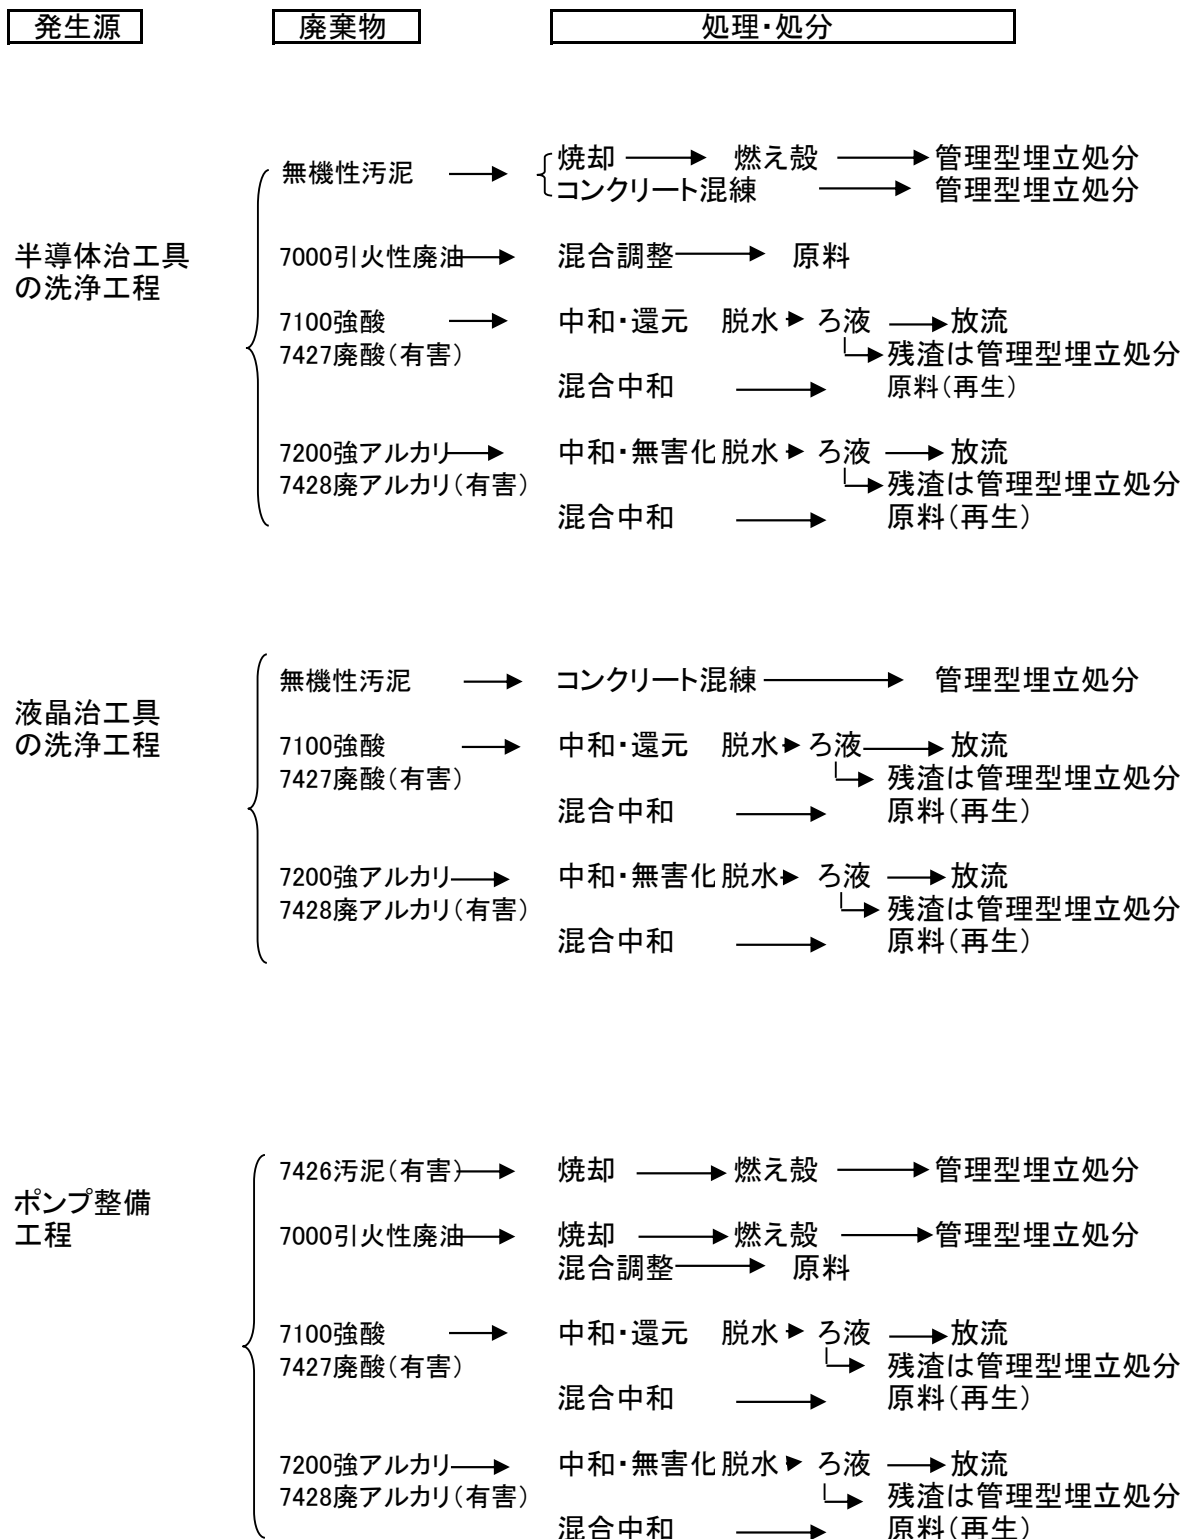 発生源 廃棄物 処理・処分
無機性汚泥 焼却 燃え殻 管理型埋立処分
コンクリート混練 管理型埋立処分
半導体治工具 7000引火性廃油 混合調整 原料
の洗浄工程
7100強酸 中和・還元 脱水 ろ液 放流
7427廃酸(有害) 残渣は管理型埋立処分
混合中和 原料(再生)
7200強アルカリ 中和・無害化 脱水 ろ液 放流
7428廃アルカリ(有害) 残渣は管理型埋立処分
混合中和 原料(再生)
無機性汚泥 コンクリート混練 管理型埋立処分
液晶治工具
の洗浄工程 7100強酸 中和・還元 脱水 ろ液 放流
7427廃酸(有害) 残渣は管理型埋立処分
混合中和 原料(再生)
7200強アルカリ 中和・無害化 脱水 ろ液 放流
7428廃アルカリ(有害) 残渣は管理型埋立処分
混合中和 原料(再生)
7426汚泥(有害) 焼却 燃え殻 管理型埋立処分
ポンプ整備
工程 7000引火性廃油 焼却 燃え殻 管理型埋立処分
混合調整 原料
7100強酸 中和・還元 脱水 ろ液 放流
7427廃酸(有害) 残渣は管理型埋立処分
混合中和 原料(再生)
7200強アルカリ 中和・無害化 脱水 ろ液 放流
7428廃アルカリ(有害) 残渣は管理型埋立処分
混合中和 原料(再生)